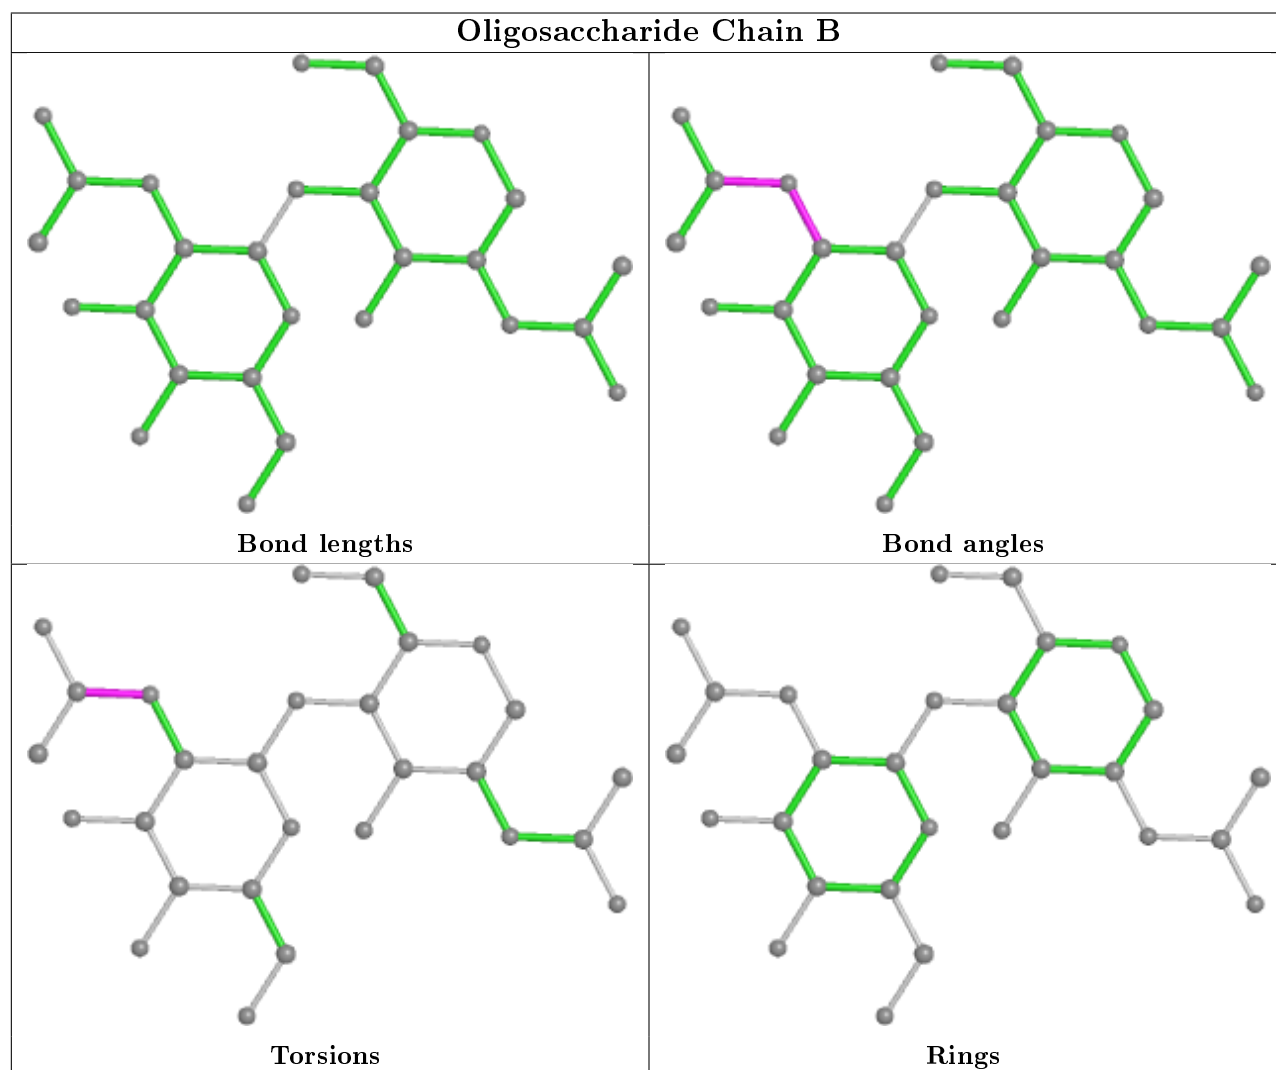 Oligosaccharide Chain B
Bond lengths
Bond angles
Torsions
Rings